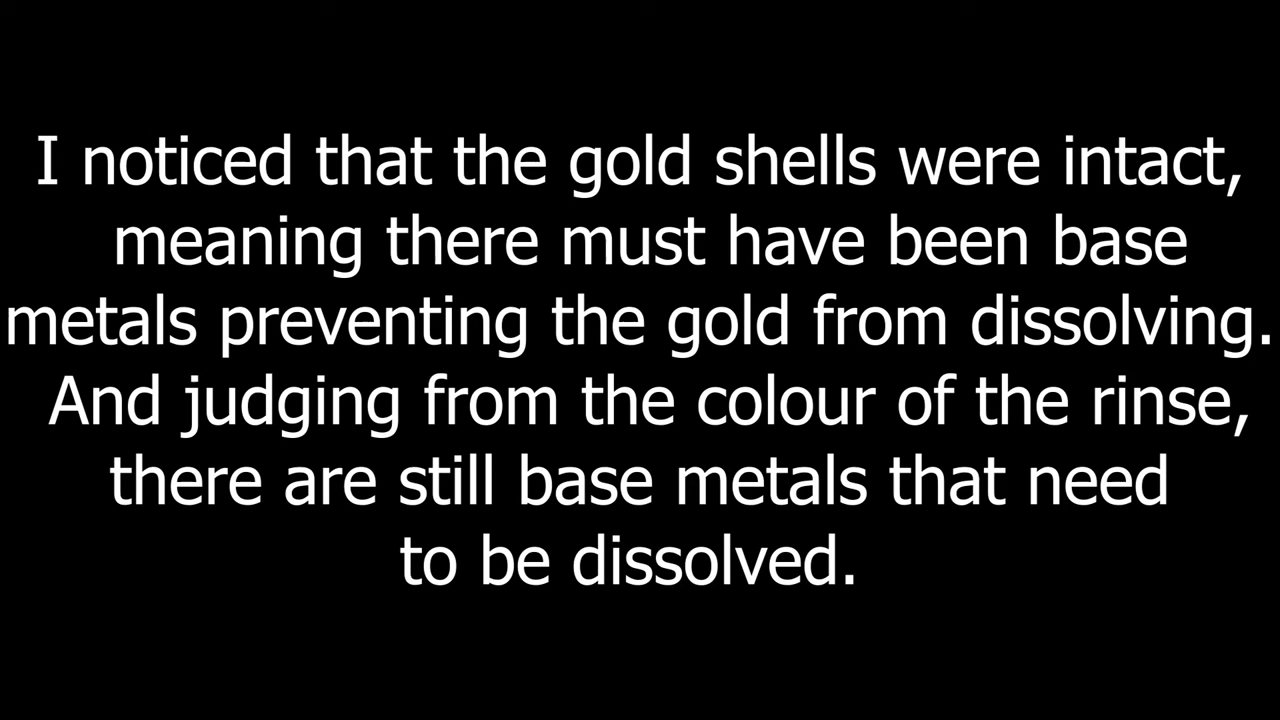 I noticed that the gold shells were intact,
meaning there must have been base
metals preventing the gold from dissolving.
And judging from the colour of the rinse,
there are still base metals that need
to be dissolved.